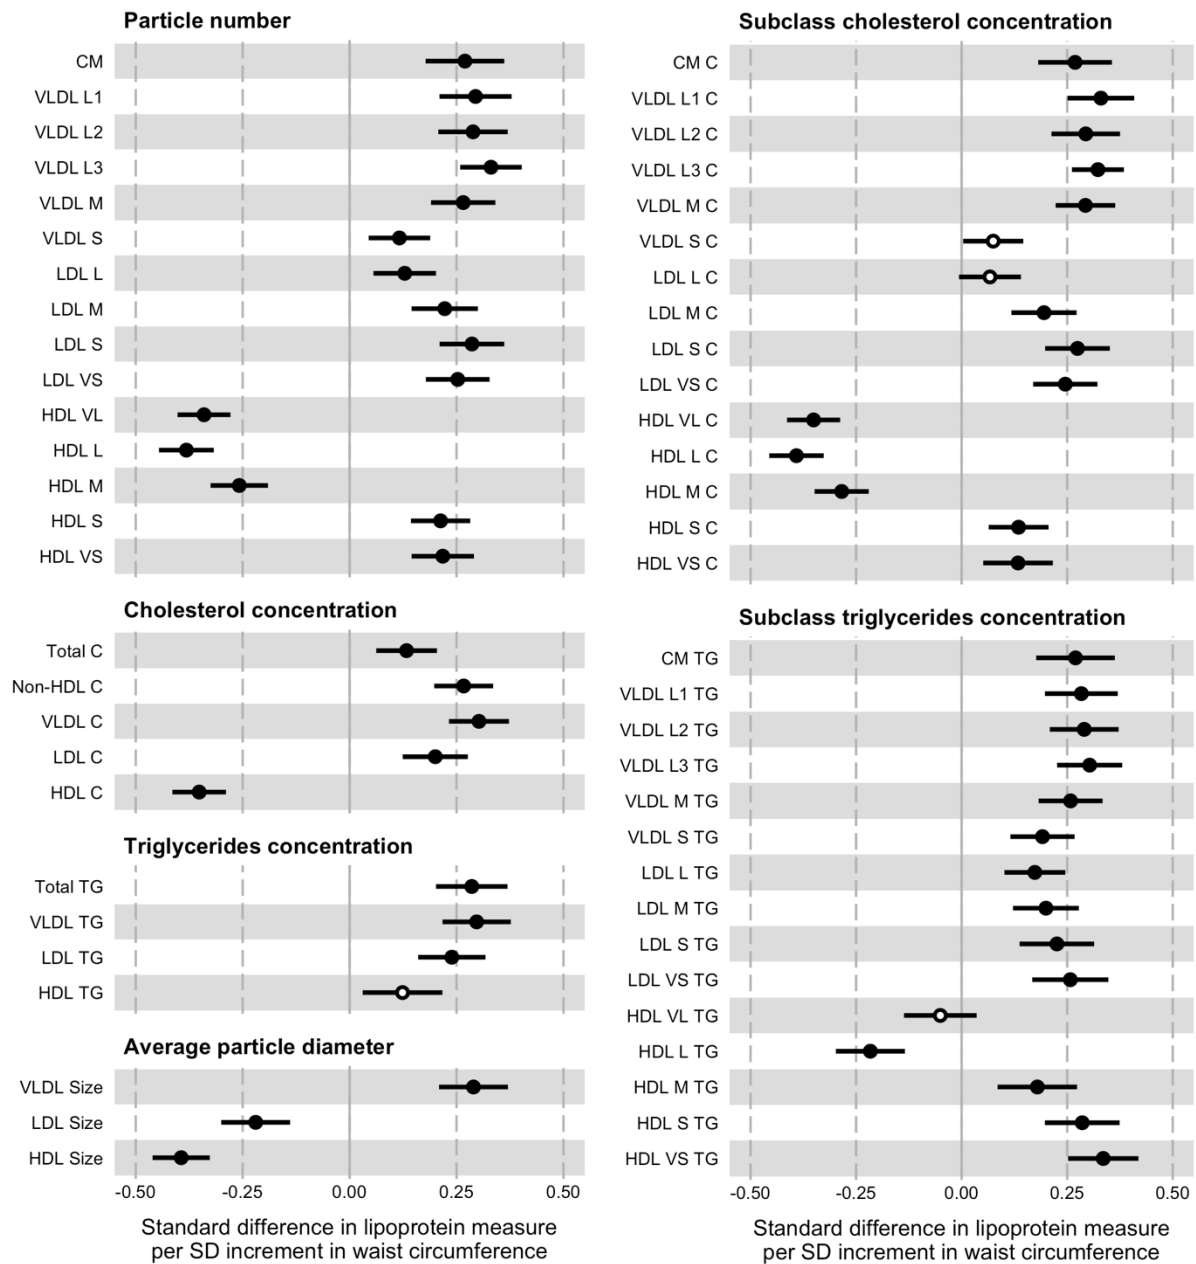 Particle number
CM
VLDL L1
VLDL L2
VLDL L3
VLDL M
VLDL S
LDL L
LDL M
LDL S
LDL VS
HDL VL
HDL L
HDL M
HDL S
HDL VS
Cholesterol concentration
Total C
Non-HDL C
VLDL C
LDL C
HDL C
Triglycerides concentration
Total TG
VLDL TG
LDL TG
HDL TG
Average particle diameter
VLDL Size
LDL Size
HDL Size
-0.50 -0.25 0.00 0.25 0.50
Standard difference in lipoprotein measure
per SD increment in waist circumference
Subclass cholesterol concentration
CM C
VLDL L1 C
VLDL L2 C
VLDL L3 C
VLDL M C
VLDL S C
LDL L C
LDL M C
LDL S C
LDL VS C
HDL VL C
HDL L C
HDL M C
HDL S C
HDL VS C
Subclass triglycerides concentration
CM TG
VLDL L1 TG
VLDL L2 TG
VLDL L3 TG
VLDL M TG
VLDL S TG
LDL L TG
LDL M TG
LDL S TG
LDL VS TG
HDL VL TG
HDL L TG
HDL M TG
HDL S TG
HDL VS TG
-0.50 -0.25 0.00 0.25 0.50
Standard difference in lipoprotein measure
per SD increment in waist circumference